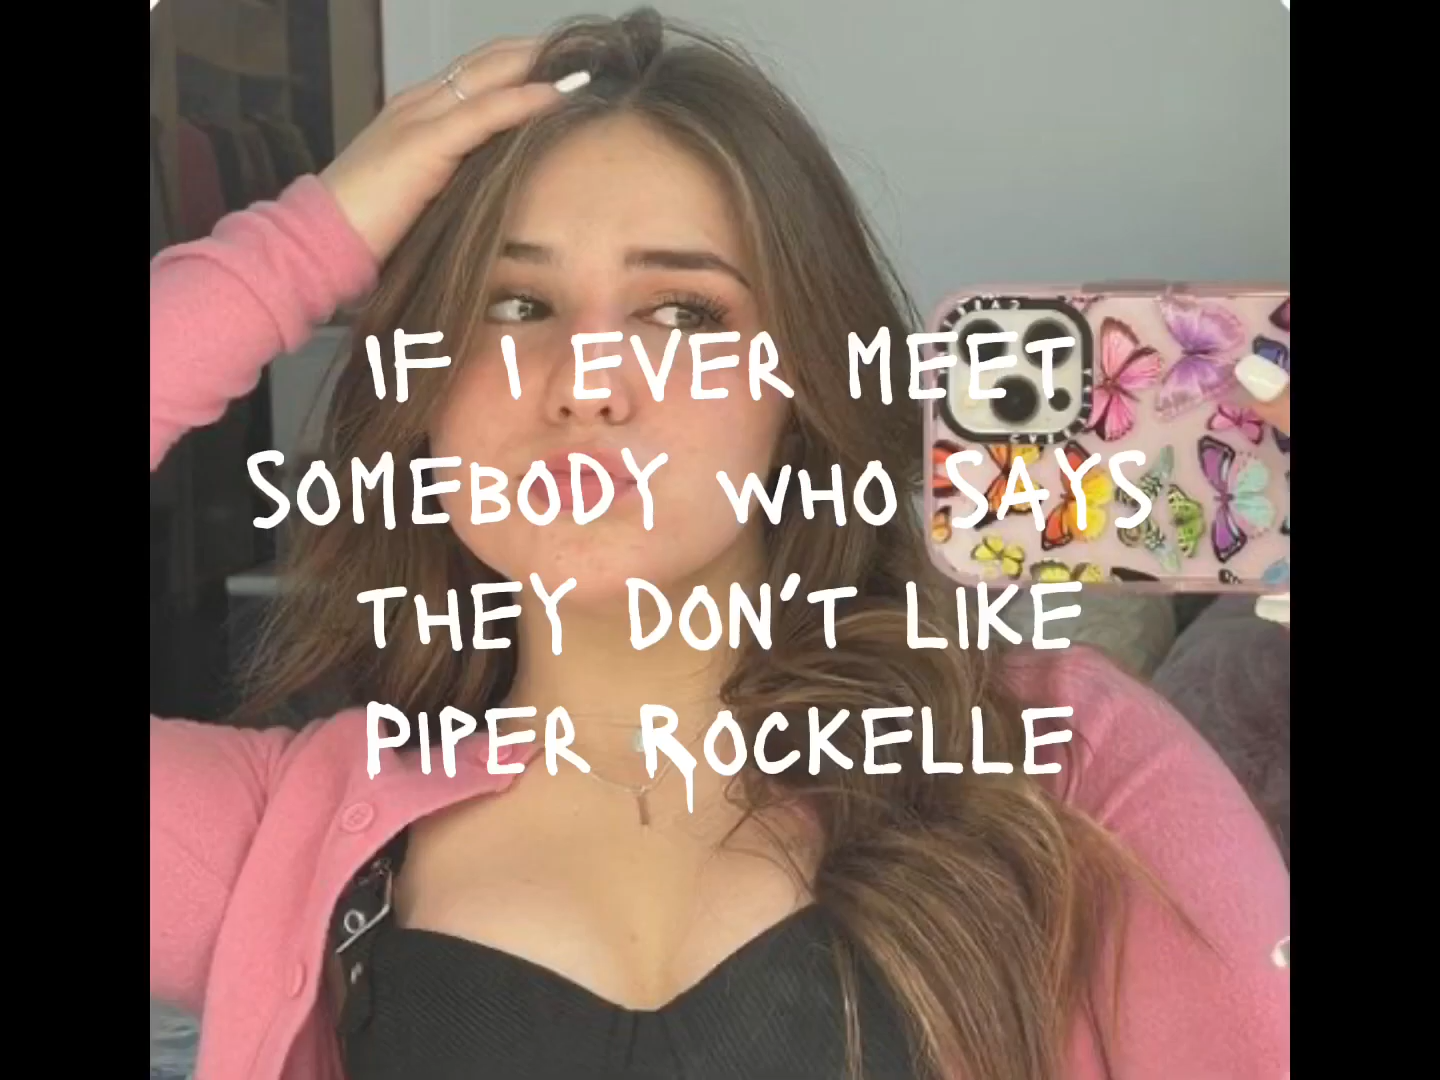 IF I EVER MEET
SOMEBODY WHO SAYS
THEY DON'T LIKE
PIPER ROCKELLE